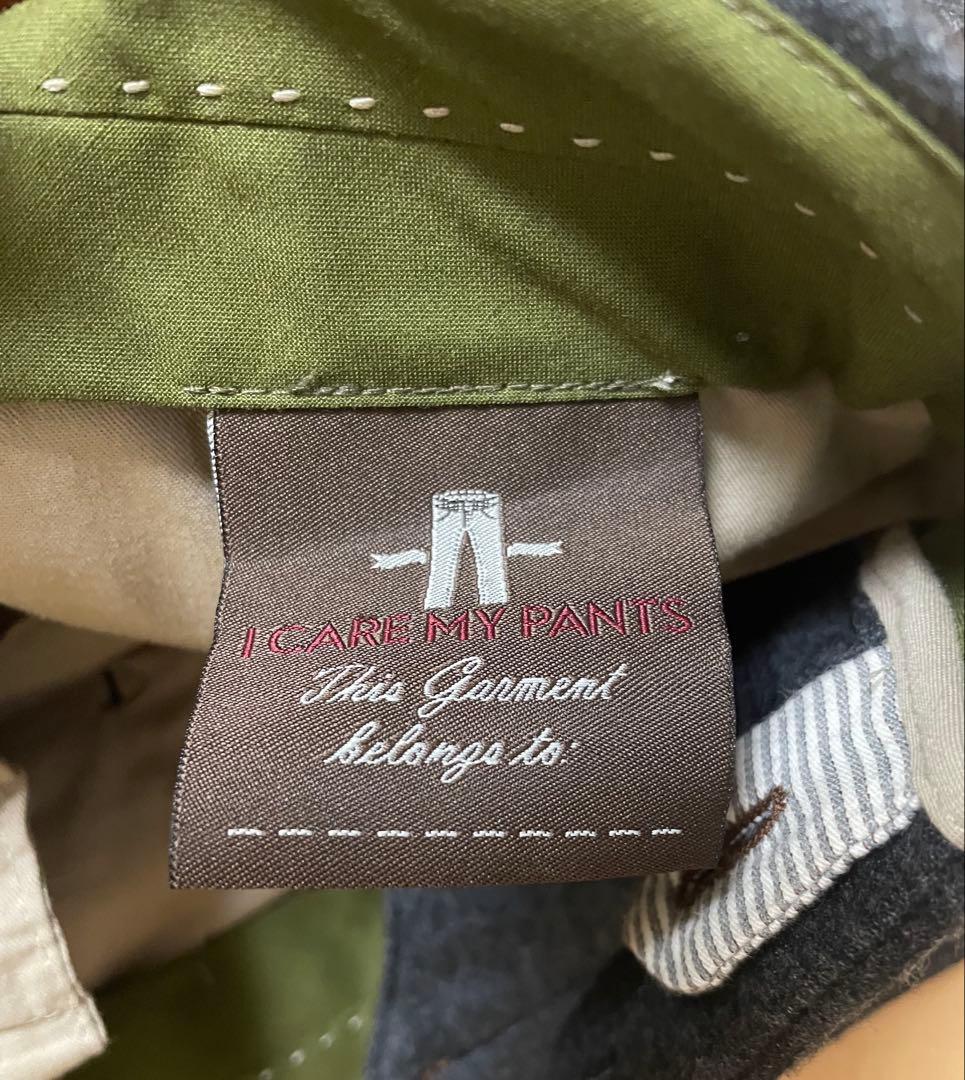 I CARE MY PANTS
This Garment
belongs to: